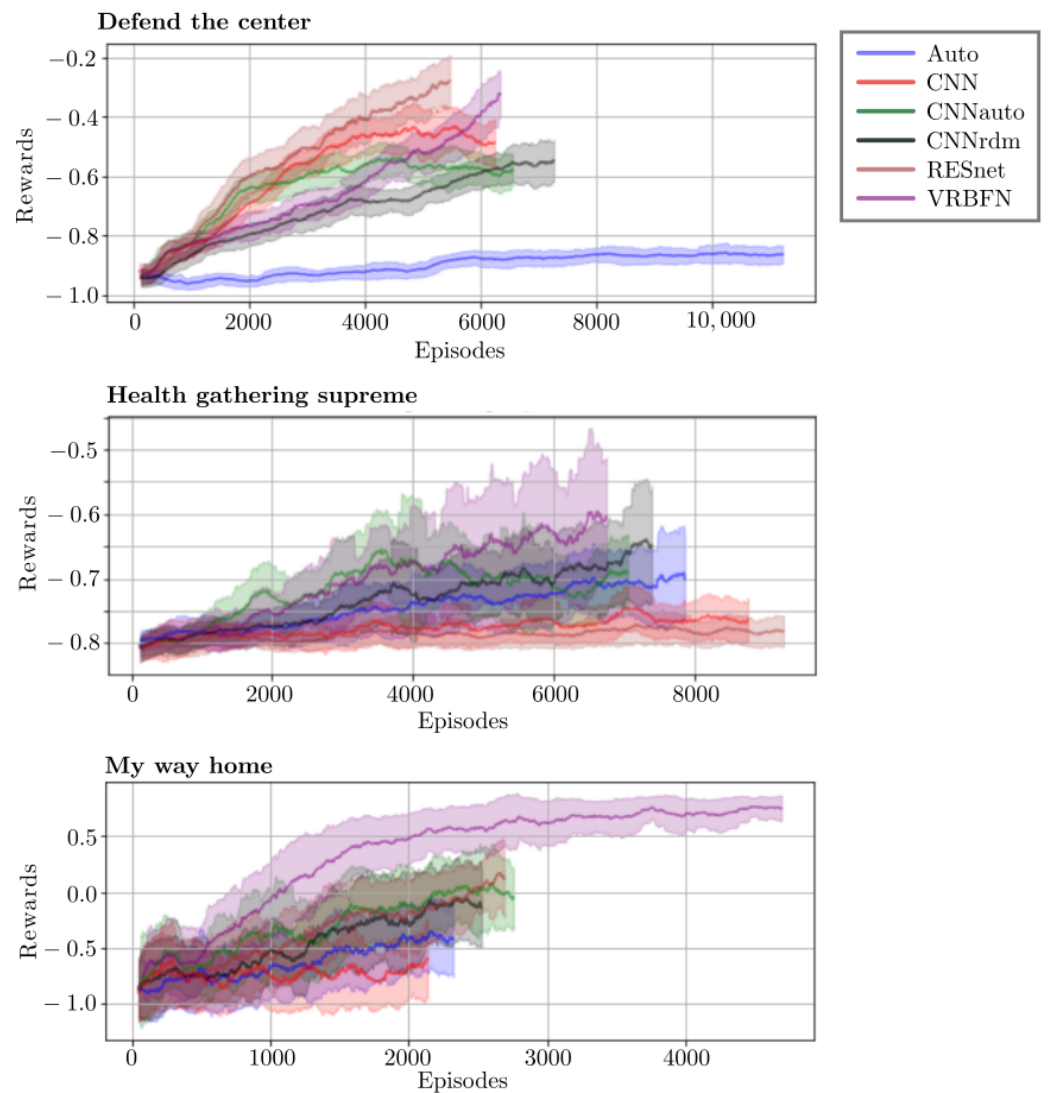 Defend the center
Rewards
−0.2
− 0.4
− 0.6
− 0.8
− 1.0
0 2000 4000 6000 8000 10, 000
Episodes
Auto
CNN
CNNauto
CNNrdm
RESnet
VRBFN
Health gathering supreme
Rewards
−0.5
− 0.6
− 0.7
− 0.8
0 2000 4000 6000 8000
Episodes
My way home
Rewards
0.5
0.0
−0.5
− 1.0
0 1000 2000 3000 4000
Episodes